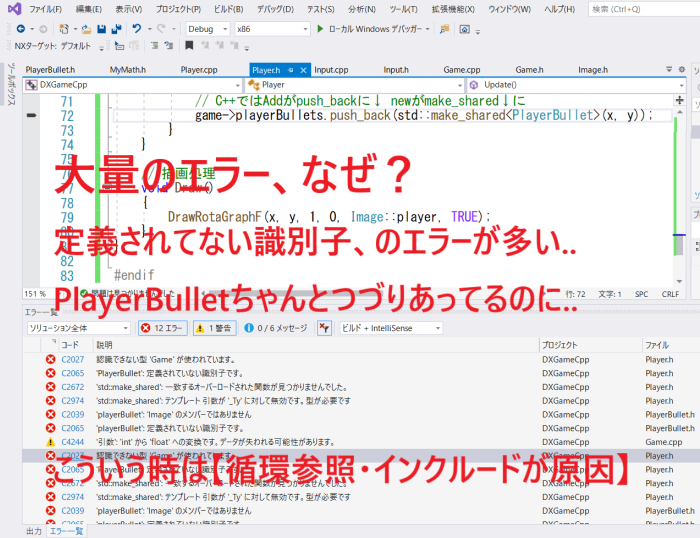 ファイル(F) 編集(E) 表示(V) プロジェクト(P) ビルド(B) デバッグ(D) テスト(S) 分析(N) ツール(T) 拡張機能(X) ウィンドウ(W) ヘルプ(H) 検索 (Ctrl+Q)
Debug x86 ローカル Windows デバッガー
NXターゲット: デフォルト
ツールボックス
PlayerBullet.h MyMath.h Player.cpp Player.h Input.cpp Input.h Game.cpp Game.h Image.h
DXGameCpp Player Update()
71 // C++ではAddがpush_backに↓ newがmake_shared↓に
72 game->playerBullets.push_back(std::make_shared<PlayerBullet>(x, y));
73 }
74 }
75
大量のエラー、なぜ？
// 描画処理
77 void Draw()
78 {
79 DrawRotaGraphF(x, y, 1, 0, Image::player, TRUE);
定義されてない識別子、のエラーが多い..
83 #endif
PlayerBulletちゃんとつづりあってるのに..
151 % 行: 72 文字: 1 SPC CRLF
エラー一覧
ソリューション全体 12 エラー 1 警告 0 / 6 メッセージ ビルド + IntelliSense
コード 説明 プロジェクト ファイル
C2027 認識できない型 'Game' が使われています。 DXGameCpp Player.h
C2065 'PlayerBullet': 定義されていない識別子です。 DXGameCpp Player.h
C2672 'std::make_shared': 一致するオーバーロードされた関数が見つかりませんでした。 DXGameCpp Player.h
C2974 'std::make_shared': テンプレート 引数が '_Ty' に対して無効です。型が必要です DXGameCpp Player.h
C2039 'playerBullet': 'Image' のメンバーではありません DXGameCpp PlayerBullet.h
C2065 'playerBullet': 定義されていない識別子です。 DXGameCpp PlayerBullet.h
C4244 '引数': 'int' から 'float' への変換です。データが失われる可能性があります。 DXGameCpp Game.cpp
C2027 認識できない型 'Game' が使われています。 DXGameCpp Player.h
こういう時は【循環参照・インクルードが原因】
C2065 DXGameCpp Player.h
C2672 'std::make_shared': 一致するオーバーロードされた関数が見つかりませんでした。 DXGameCpp Player.h
C2974 'std::make_shared': テンプレート 引数が '_Ty' に対して無効です。型が必要です DXGameCpp Player.h
C2039 'playerBullet': 'Image' のメンバーではありません DXGameCpp PlayerBullet.h
C2065 'playerBullet': 定義されていない識別子です。 DXGameCpp PlayerBullet.h
出力 エラー一覧